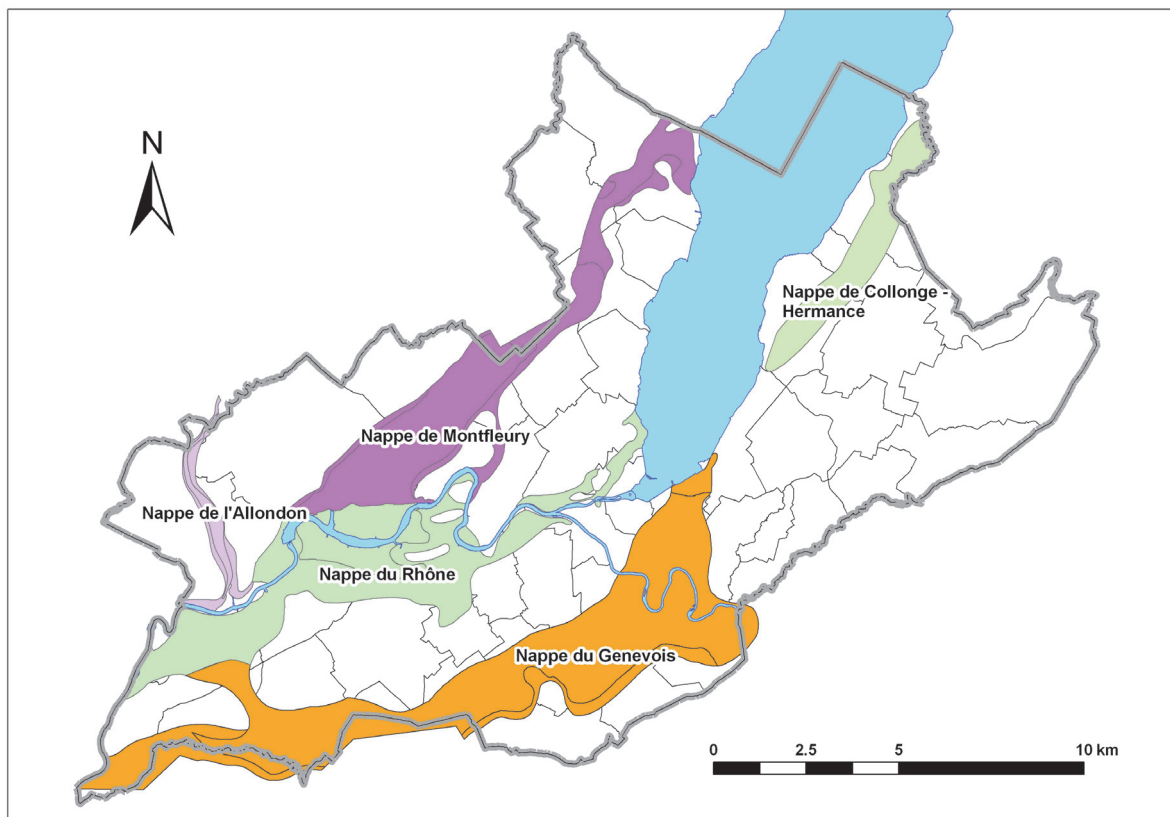 N
Nappe de Collonge -
Hermance
Nappe de Montfleury
Nappe de l'Allondon
Nappe du Rhône
Nappe du Genevois
0 2.5 5 10 km